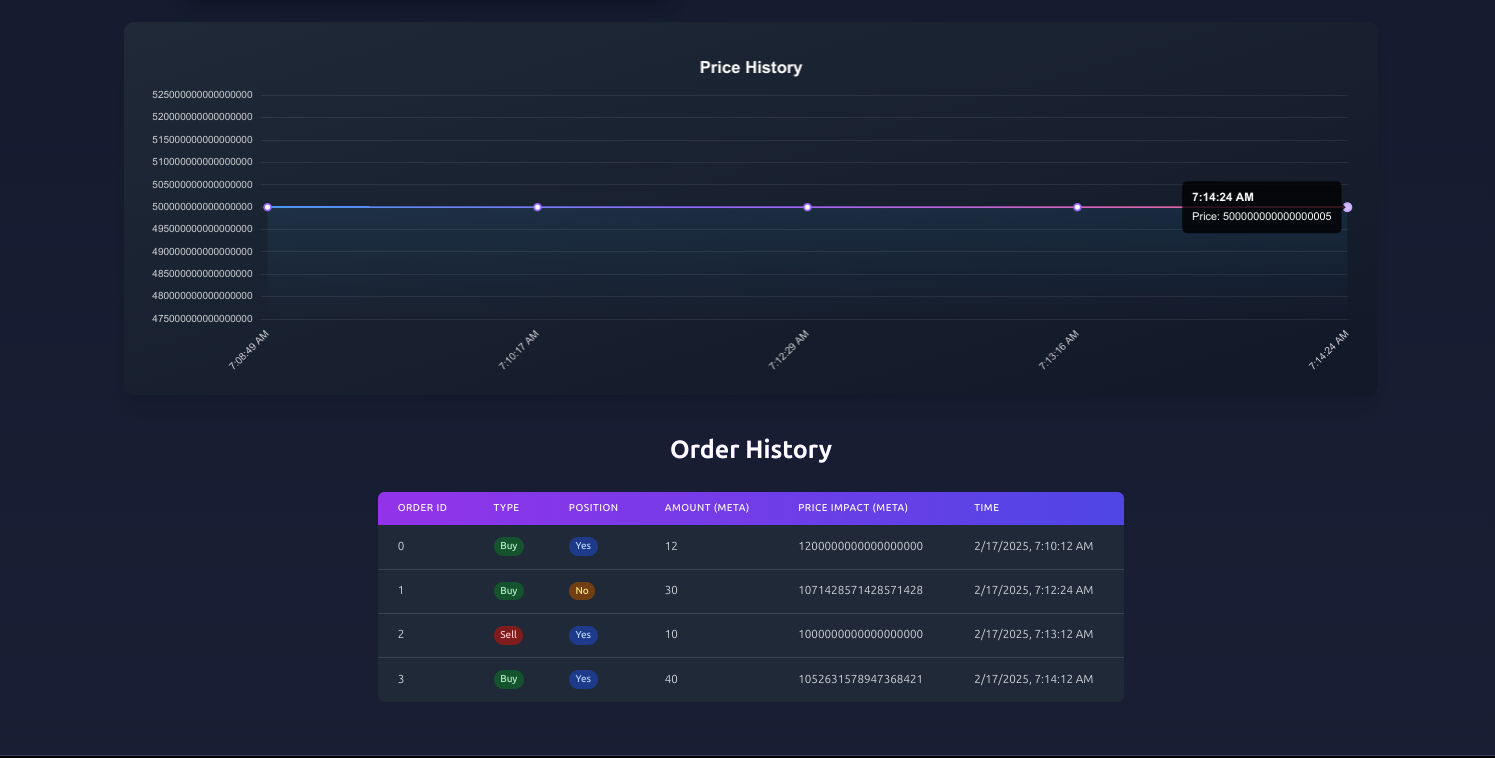 Price History
525000000000000000
520000000000000000
515000000000000000
510000000000000000
505000000000000000
500000000000000000
495000000000000000
490000000000000000
485000000000000000
480000000000000000
475000000000000000
7:14:24 AM
Price: 500000000000000005
7:08:49 AM
7:10:17 AM
7:12:29 AM
7:13:16 AM
7:14:24 AM
Order History
ORDER ID TYPE POSITION AMOUNT (META) PRICE IMPACT (META) TIME
0 Buy Yes 12 1200000000000000000 2/17/2025, 7:10:12 AM
1 Buy No 30 1071428571428571428 2/17/2025, 7:12:24 AM
2 Sell Yes 10 1000000000000000000 2/17/2025, 7:13:12 AM
3 Buy Yes 40 1052631578947368421 2/17/2025, 7:14:12 AM